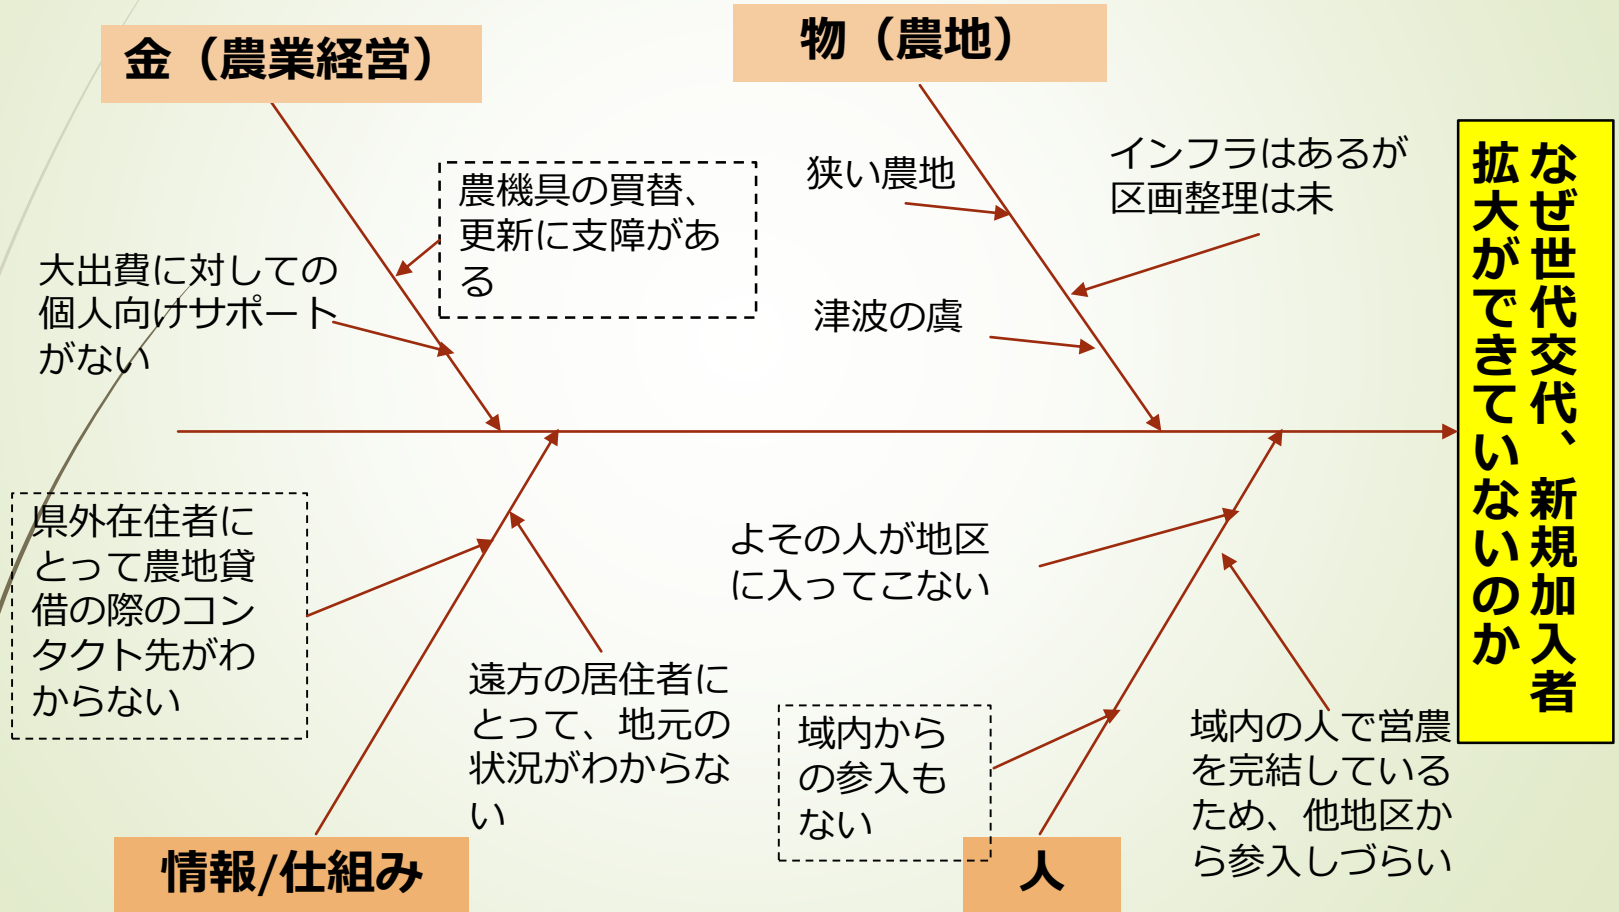 金（農業経営）
物（農地）
農機具の買替、
更新に支障があ
る
大出費に対しての
個人向けサポート
がない
狭い農地
インフラはあるが
区画整理は未
津波の虞
なぜ世代交代、新規加入者
拡大ができていないのか
県外在住者に
とって農地貸
借の際のコン
タクト先がわ
からない
遠方の居住者に
とって、地元の
状況がわからな
い
よその人が地区
に入ってこない
域内から
の参入も
ない
域内の人で営農
を完結している
ため、他地区か
ら参入しづらい
情報/仕組み
人